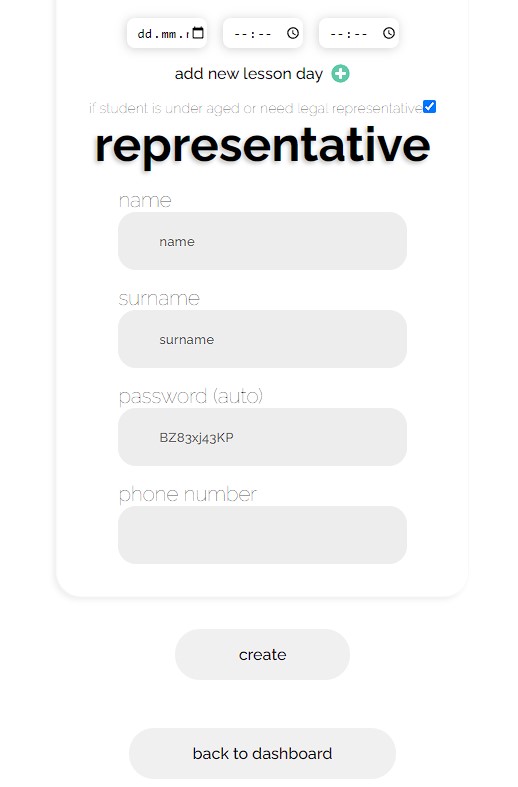 dd.mm.r --:-- --:--
add new lesson day
if student is under aged or need legal representative
representative
name
name
surname
surname
password (auto)
BZ83xj43KP
phone number
create
back to dashboard